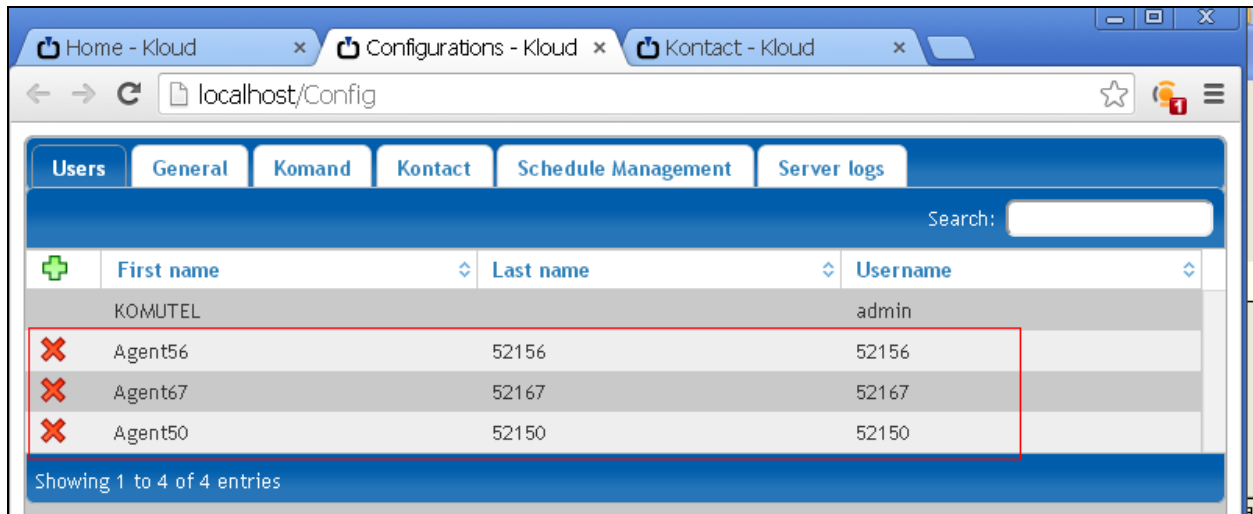 Home - Kloud Configurations - Kloud Kontact - Kloud
localhost/Config
1
Users General Komand Kontact Schedule Management Server logs
Search:
First name Last name Username
KOMUTEL admin
Agent56 52156 52156
Agent67 52167 52167
Agent50 52150 52150
Showing 1 to 4 of 4 entries